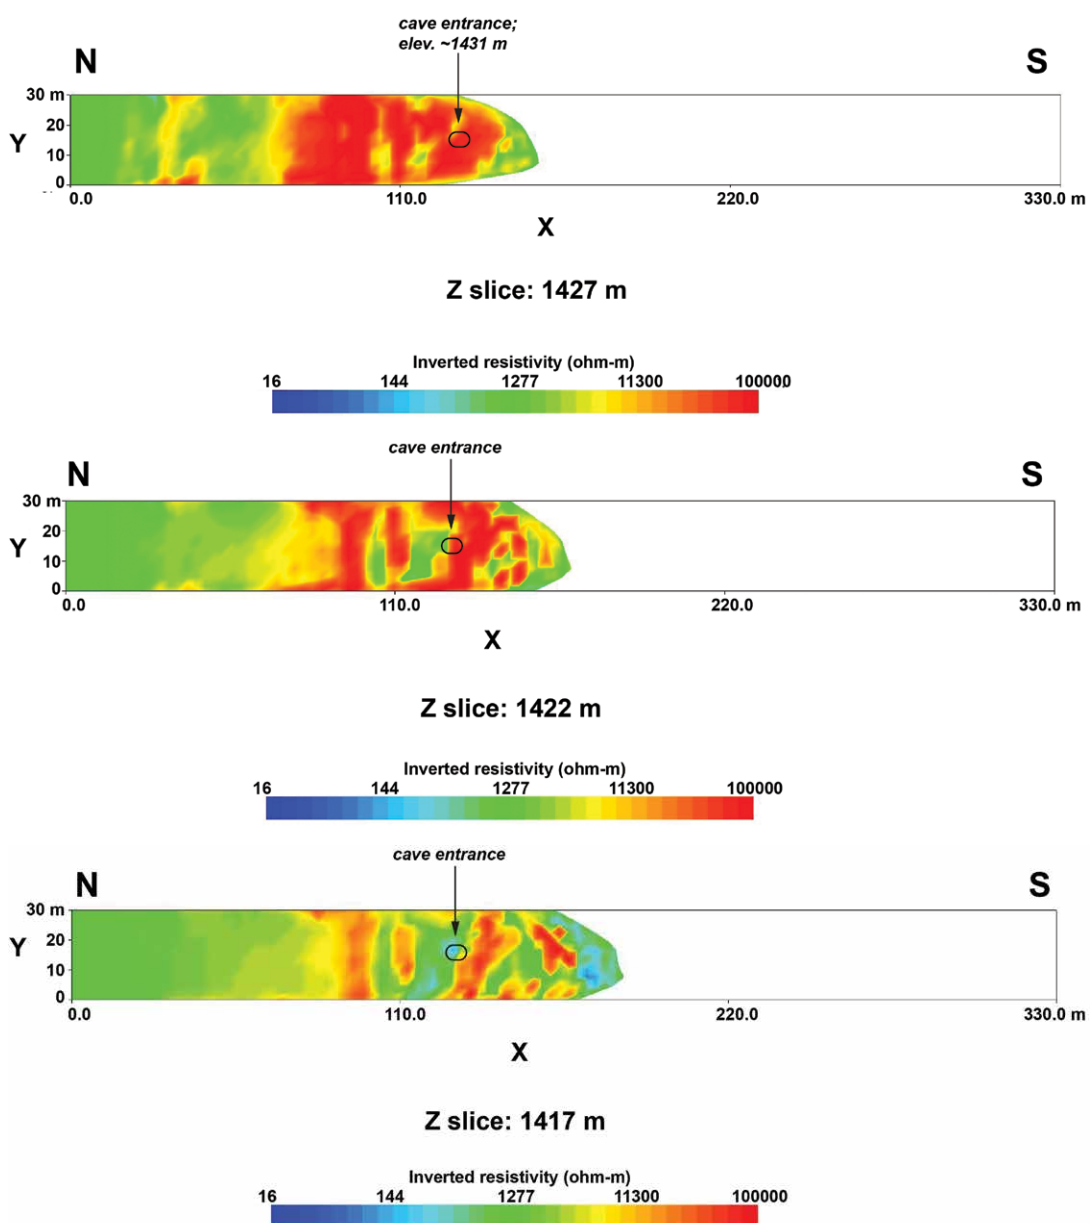 cave entrance;
elev. ~1431 m
N S
30 m
20
Y
10
0
0.0 110.0 220.0 330.0 m
X
Z slice: 1427 m
Inverted resistivity (ohm-m)
16 144 1277 11300 100000
cave entrance
N S
30 m
20
Y
10
0
0.0 110.0 220.0 330.0 m
X
Z slice: 1422 m
Inverted resistivity (ohm-m)
16 144 1277 11300 100000
cave entrance
N S
30 m
20
Y
10
0
0.0 110.0 220.0 330.0 m
X
Z slice: 1417 m
Inverted resistivity (ohm-m)
16 144 1277 11300 100000